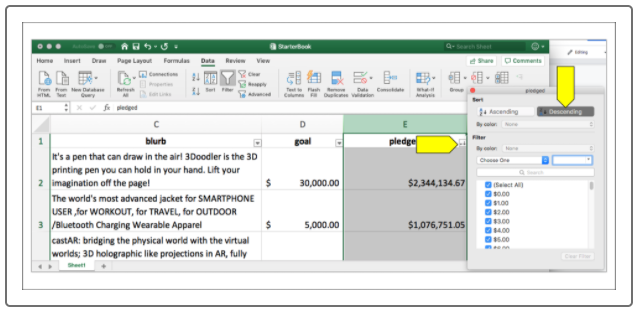 StarterBook
Search Sheet
Editing
Home Insert Draw Page Layout Formulas Data Review View
Share Comments
From HTML From Text New Database Query
Refresh All
Connections
Properties
Edit Links
Sort Filter
Clear
Reapply
Advanced
Text to Columns Flash Fill Remove Duplicates Data Validation Consolidate What-If Analysis Group
E1 fx pledged
C D E
1 blurb goal pledge
It's a pen that can draw in the air! 3Doodler is the 3D
printing pen you can hold in your hand. Lift your
2 imagination off the page! $ 30,000.00 $2,344,134.67
The world's most advanced jacket for SMARTPHONE
USER ,for WORKOUT, for TRAVEL, for OUTDOOR
3 /Bluetooth Charging Wearable Apparel $ 5,000.00 $1,076,751.05
castAR: bridging the physical world with the virtual
worlds; 3D holographic like projections in AR, fully
Sheet1 +
pledged
Sort
Ascending Descending
By color: None
Filter
By color: None
Choose One
Search
(Select All)
$0.00
$1.00
$2.00
$3.00
$4.00
$5.00
$6.00
Clear Filter